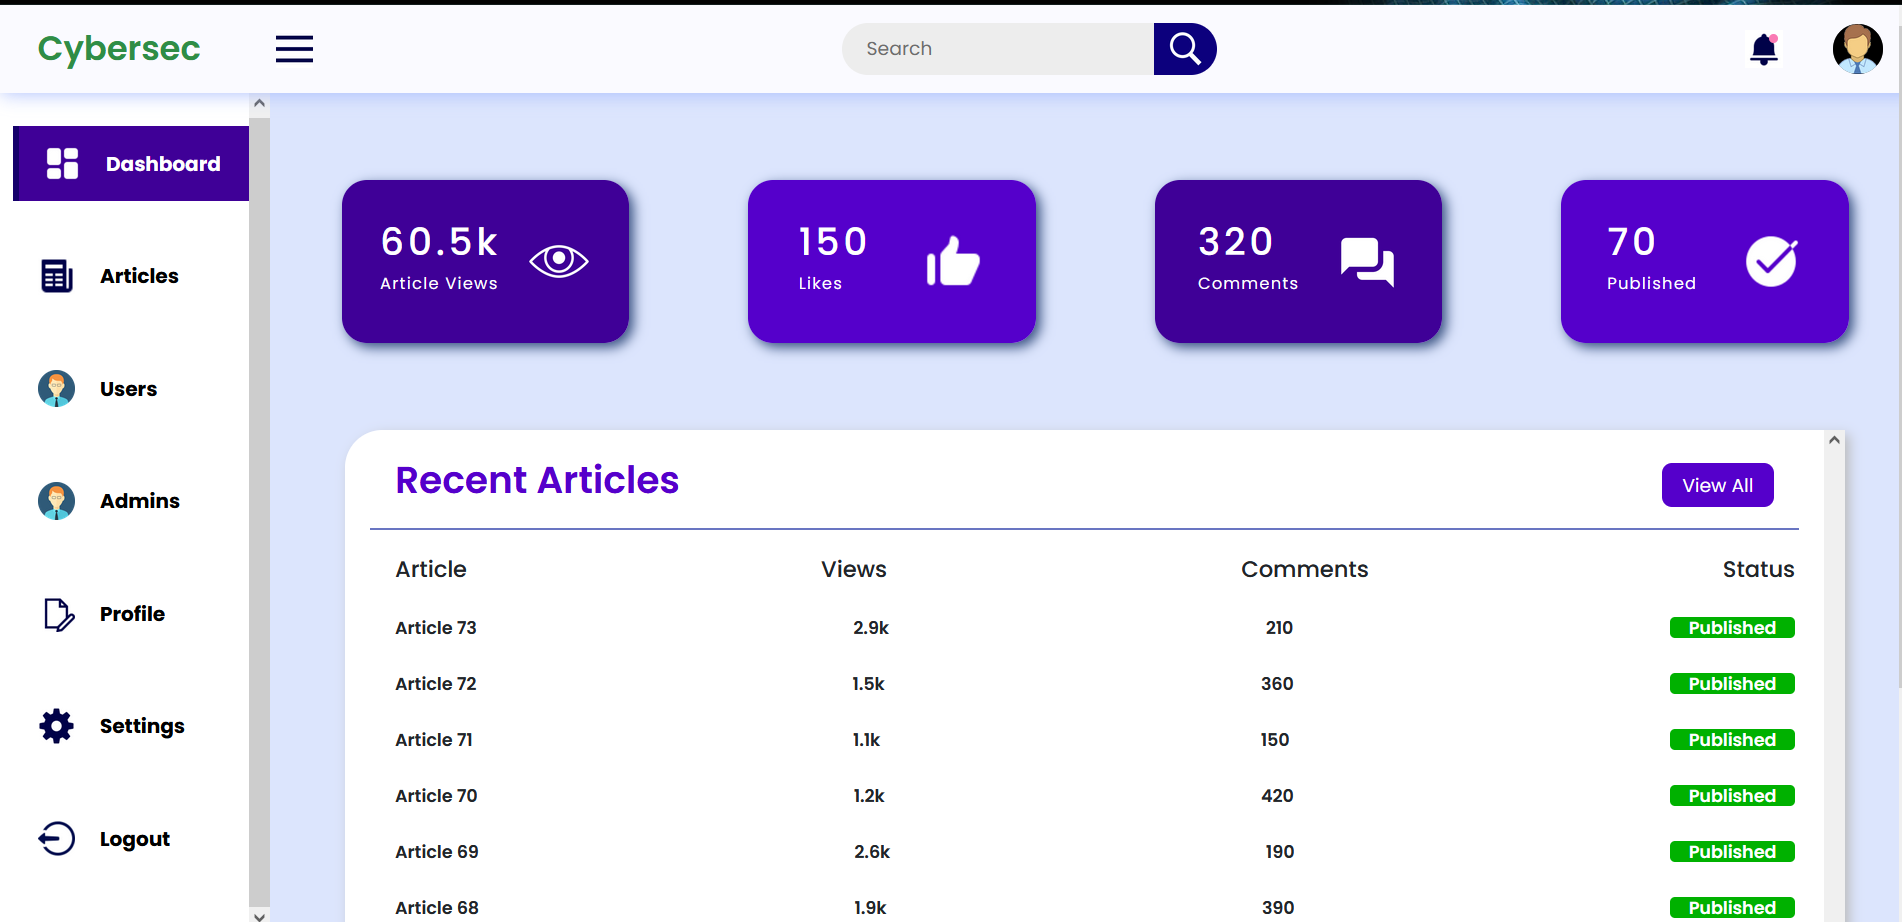 Cybersec
Search
Dashboard
Articles
Users
Admins
Profile
Settings
Logout
60.5k
Article Views
150
Likes
320
Comments
70
Published
Recent Articles
View All
Article Views Comments Status
Article 73 2.9k 210 Published
Article 72 1.5k 360 Published
Article 71 1.1k 150 Published
Article 70 1.2k 420 Published
Article 69 2.6k 190 Published
Article 68 1.9k 390 Published